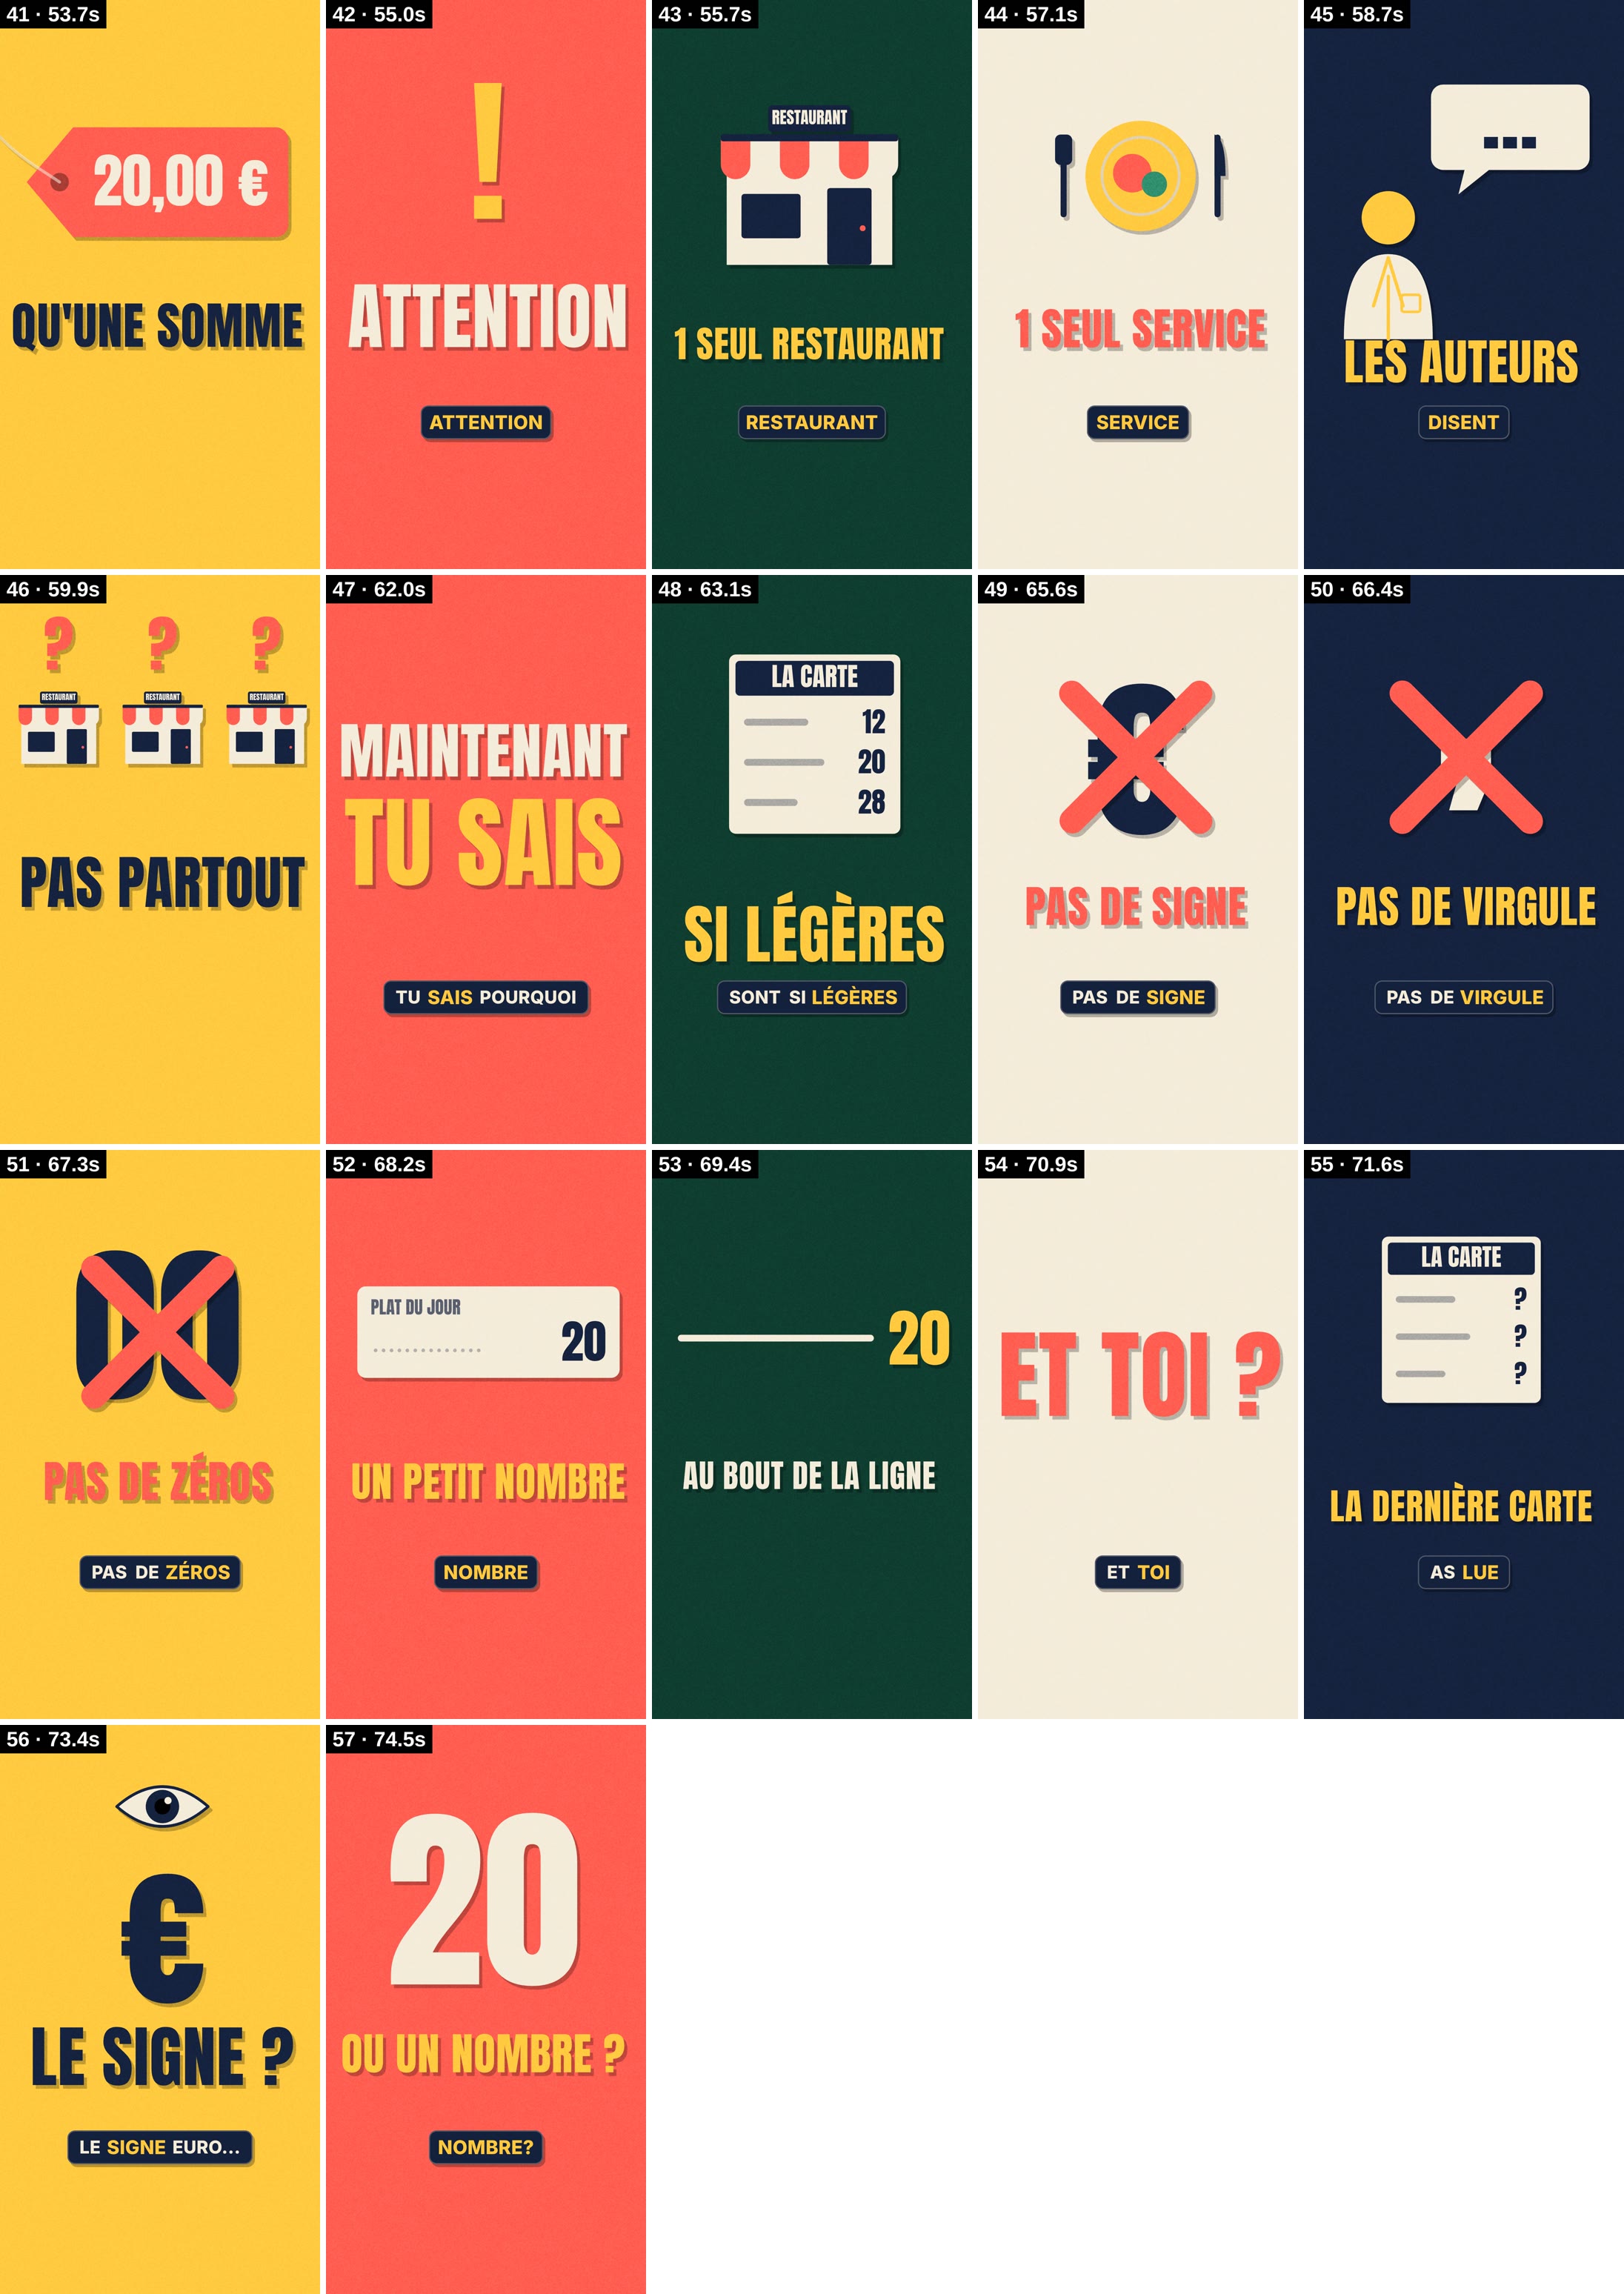 41 · 53.7s
20,00 €
QU'UNE SOMME
42 · 55.0s
!
ATTENTION
ATTENTION
43 · 55.7s
RESTAURANT
1 SEUL RESTAURANT
RESTAURANT
44 · 57.1s
1 SEUL SERVICE
SERVICE
45 · 58.7s
...
LES AUTEURS
DISENT
46 · 59.9s
? ? ?
RESTAURANT RESTAURANT RESTAURANT
PAS PARTOUT
47 · 62.0s
MAINTENANT
TU SAIS
TU SAIS POURQUOI
48 · 63.1s
LA CARTE
12
20
28
SI LÉGÈRES
SONT SI LÉGÈRES
49 · 65.6s
€
PAS DE SIGNE
PAS DE SIGNE
50 · 66.4s
,
PAS DE VIRGULE
PAS DE VIRGULE
51 · 67.3s
00
PAS DE ZÉROS
PAS DE ZÉROS
52 · 68.2s
PLAT DU JOUR
.............. 20
UN PETIT NOMBRE
NOMBRE
53 · 69.4s
20
AU BOUT DE LA LIGNE
54 · 70.9s
ET TOI ?
ET TOI
55 · 71.6s
LA CARTE
?
?
?
LA DERNIÈRE CARTE
AS LUE
56 · 73.4s
€
LE SIGNE ?
LE SIGNE EURO...
57 · 74.5s
20
OU UN NOMBRE ?
NOMBRE?